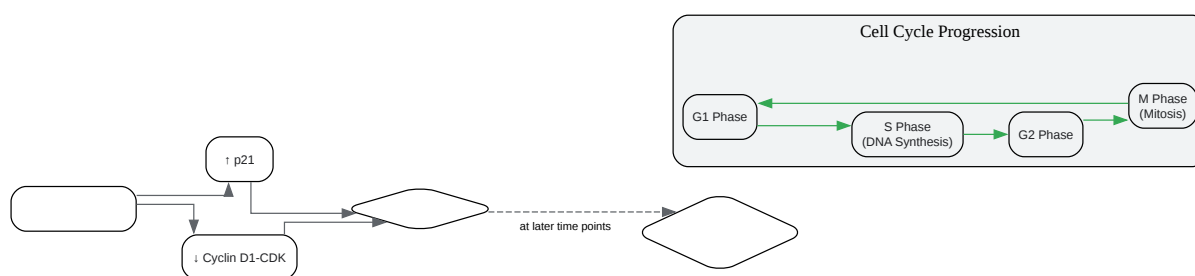 Cell Cycle Progression
G1 Phase
S Phase
(DNA Synthesis)
G2 Phase
M Phase
(Mitosis)
↑ p21
↓ Cyclin D1-CDK
at later time points